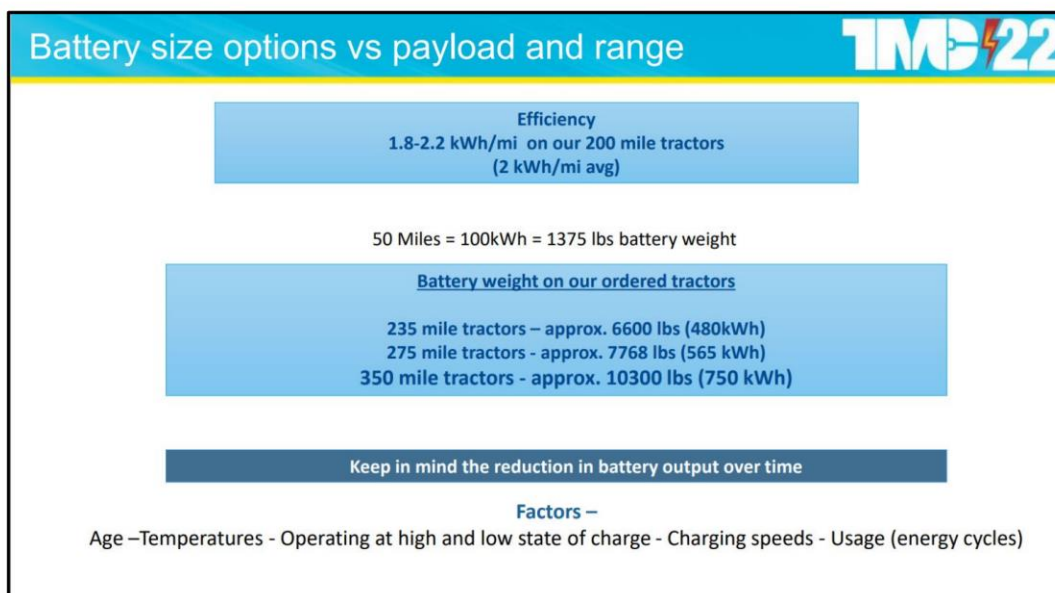 Battery size options vs payload and range
TMC 22
Efficiency
1.8-2.2 kWh/mi on our 200 mile tractors
(2 kWh/mi avg)
50 Miles = 100kWh = 1375 lbs battery weight
Battery weight on our ordered tractors
235 mile tractors – approx. 6600 lbs (480kWh)
275 mile tractors - approx. 7768 lbs (565 kWh)
350 mile tractors - approx. 10300 lbs (750 kWh)
Keep in mind the reduction in battery output over time
Factors –
Age –Temperatures - Operating at high and low state of charge - Charging speeds - Usage (energy cycles)